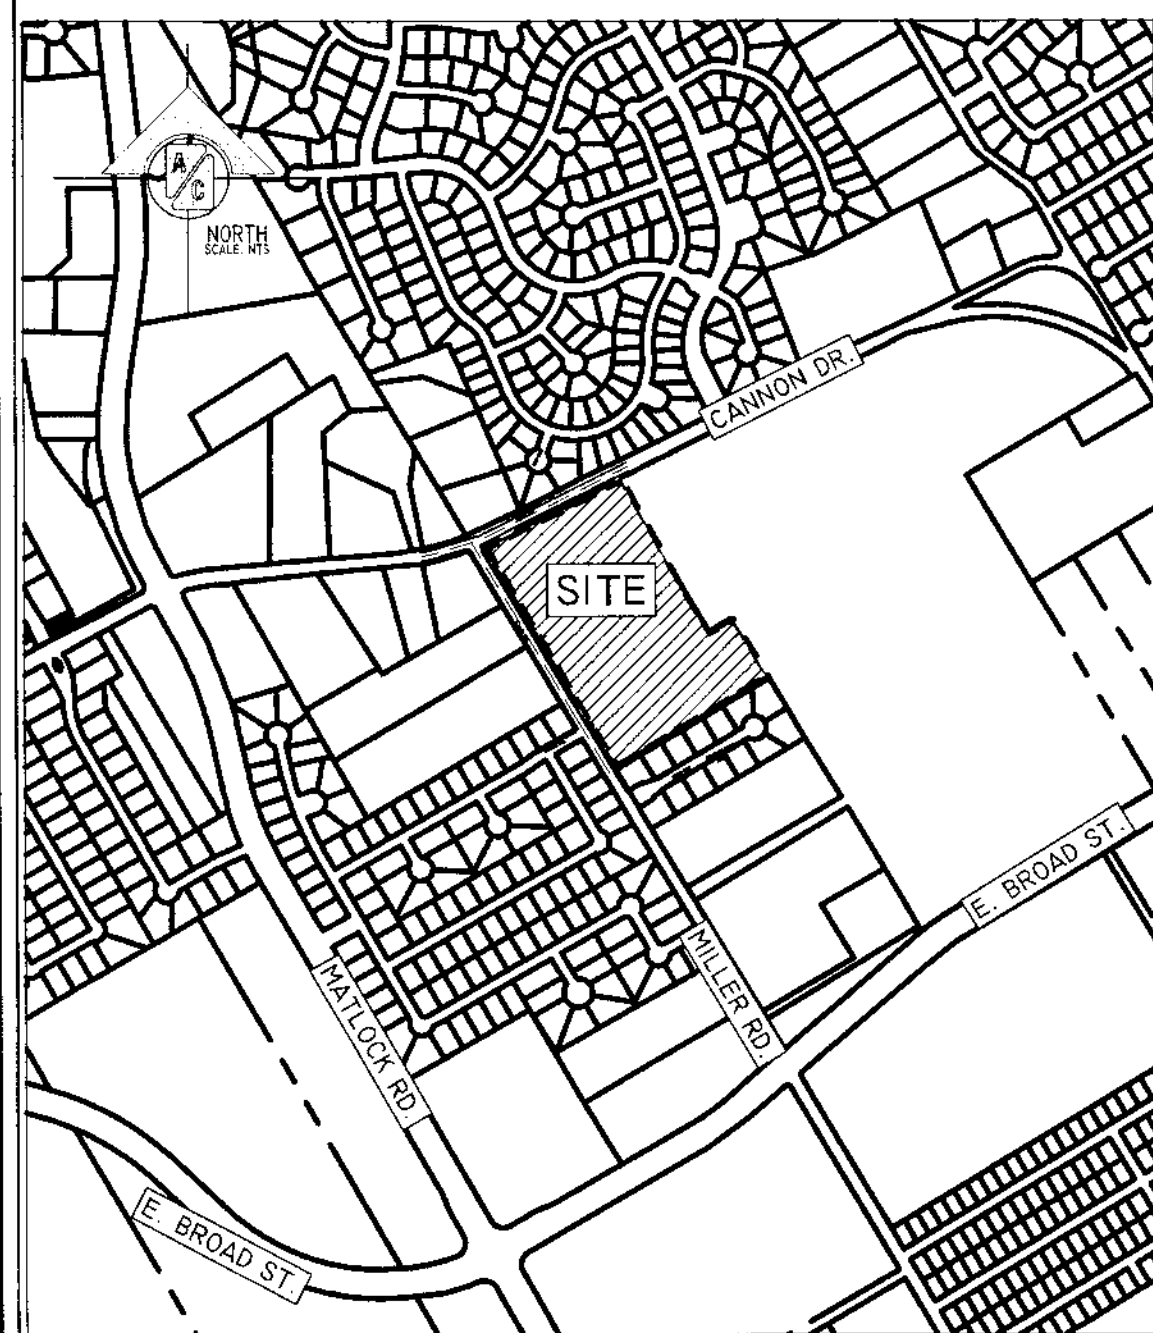 A
C
NORTH
SCALE: NTS
CANNON DR.
SITE
E. BROAD ST.
MILLER RD.
MATLOCK RD.
E. BROAD ST.